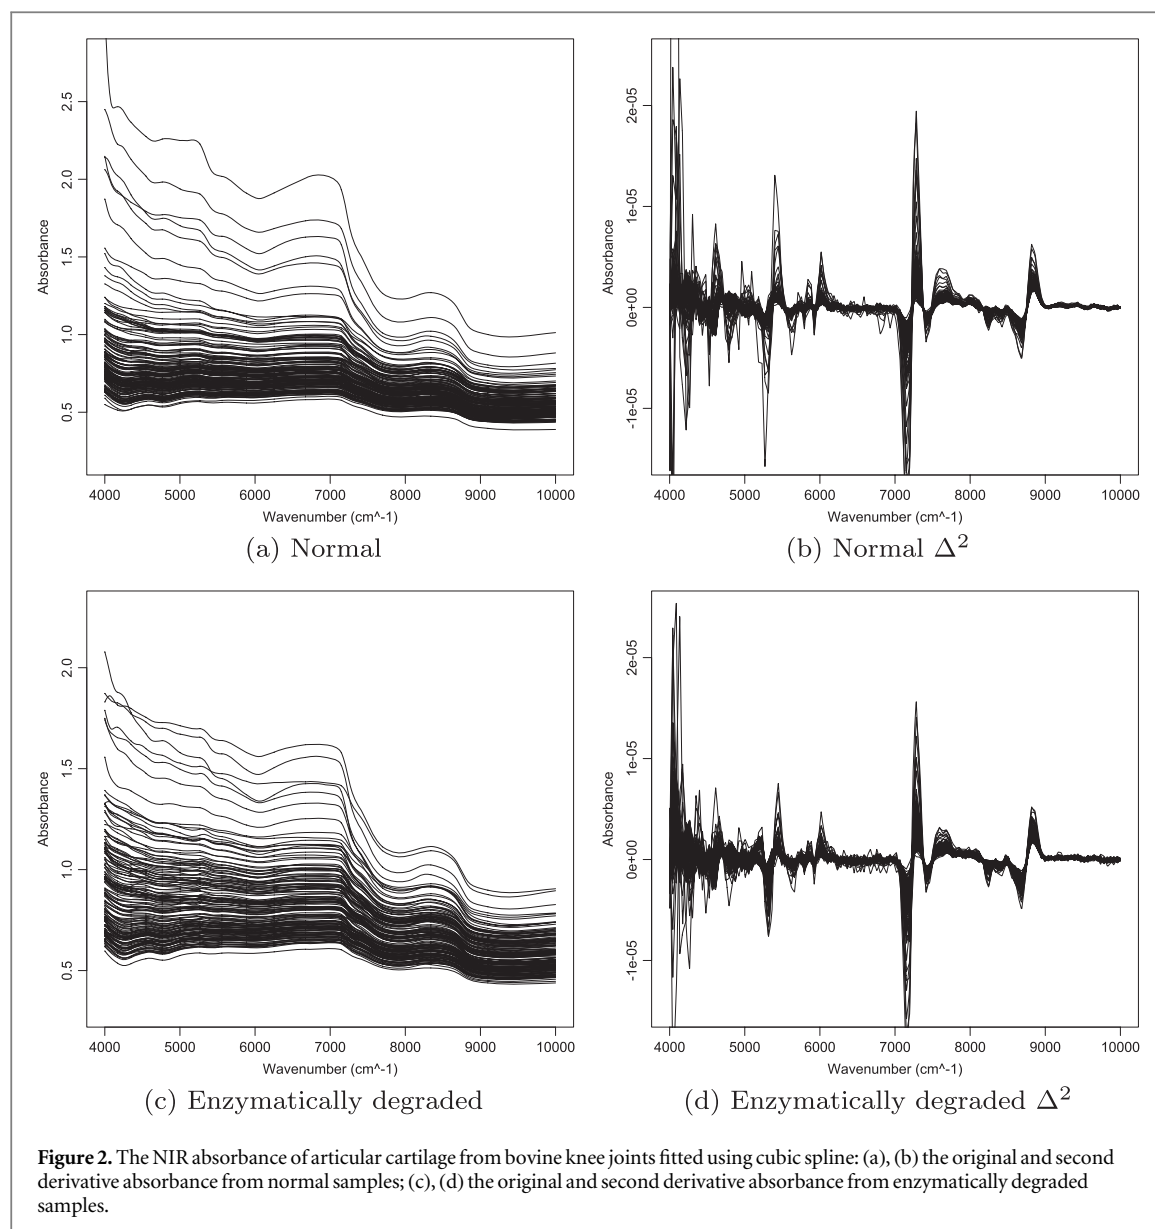 2.5
2.0
1.5
1.0
0.5
Absorbance
4000 5000 6000 7000 8000 9000 10000
Wavenumber (cm^-1)
(a) Normal
2e-05
1e-05
0e+00
-1e-05
Absorbance
4000 5000 6000 7000 8000 9000 10000
Wavenumber (cm^-1)
(b) Normal Δ²
2.0
1.5
1.0
0.5
Absorbance
4000 5000 6000 7000 8000 9000 10000
Wavenumber (cm^-1)
(c) Enzymatically degraded
2e-05
1e-05
0e+00
-1e-05
Absorbance
4000 5000 6000 7000 8000 9000 10000
Wavenumber (cm^-1)
(d) Enzymatically degraded Δ²
Figure 2. The NIR absorbance of articular cartilage from bovine knee joints fitted using cubic spline: (a), (b) the original and second
derivative absorbance from normal samples; (c), (d) the original and second derivative absorbance from enzymatically degraded
samples.